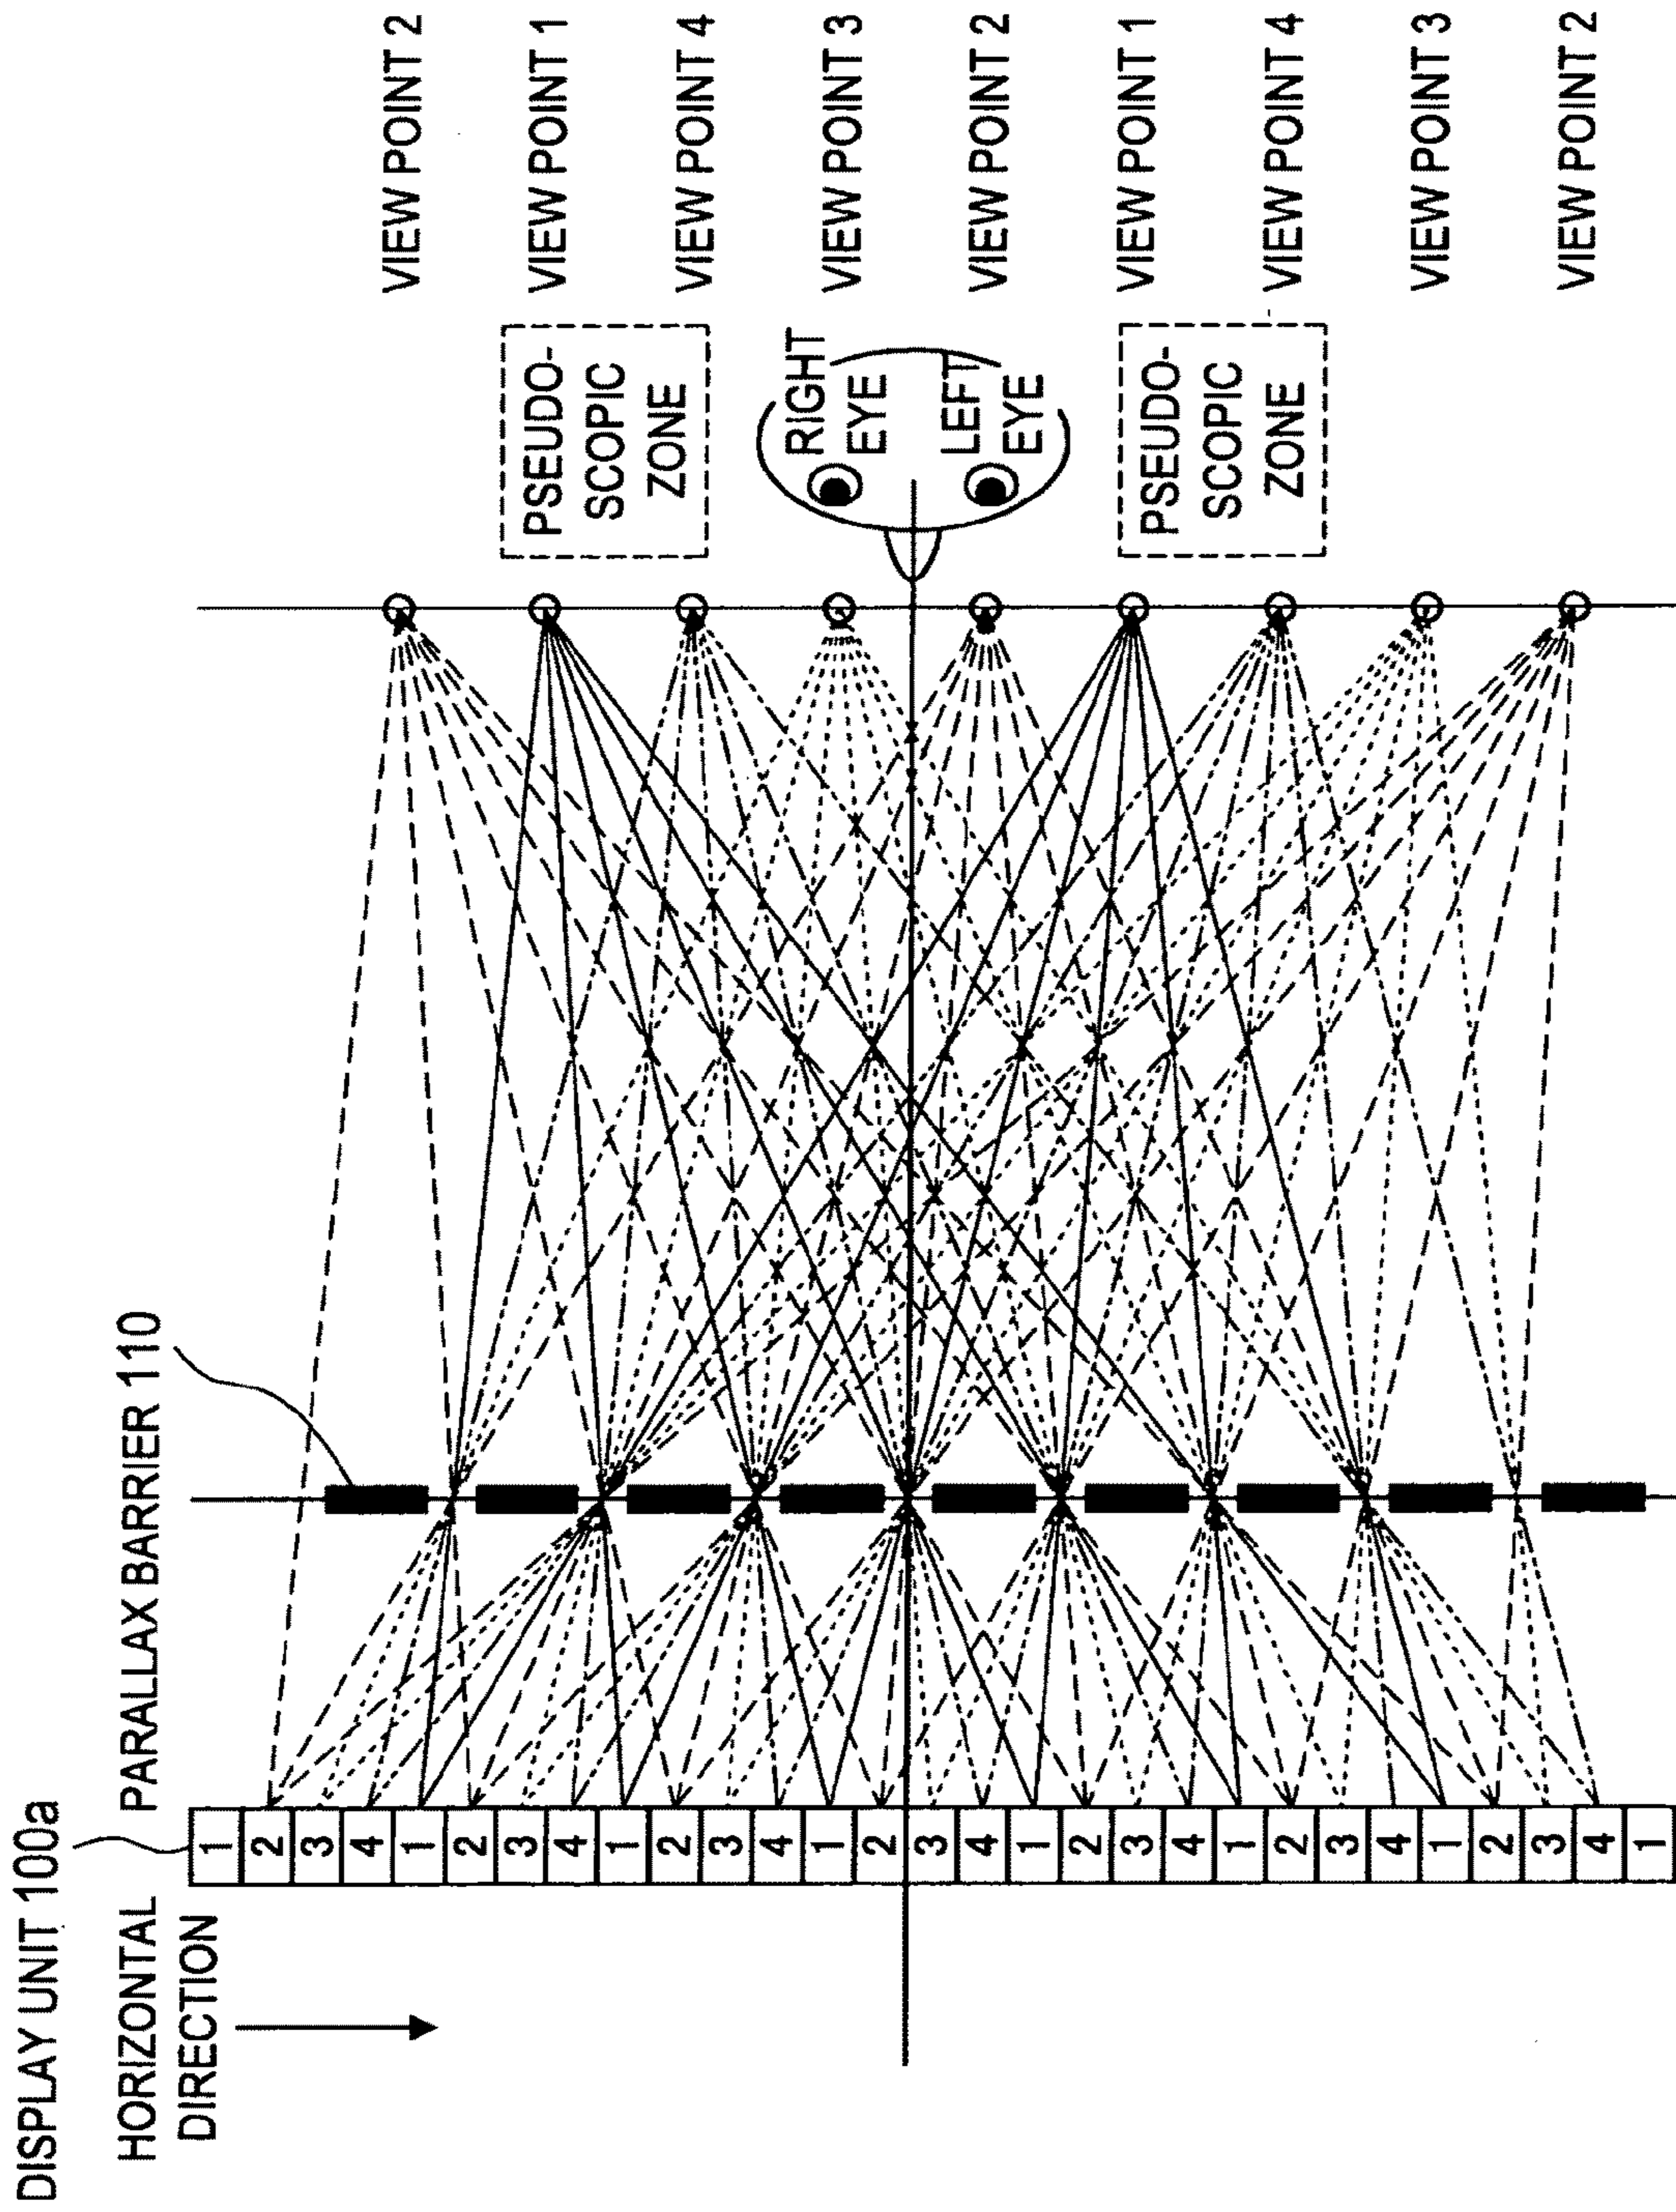 DISPLAY UNIT 100a
HORIZONTAL
DIRECTION
PARALLAX BARRIER 110
1
2
3
4
1
2
3
4
1
2
3
4
1
2
3
4
1
2
3
4
1
2
3
4
1
2
3
4
1
PSEUDO-
SCOPIC
ZONE
RIGHT
EYE
LEFT
EYE
PSEUDO-
SCOPIC
ZONE
VIEW POINT 2
VIEW POINT 1
VIEW POINT 4
VIEW POINT 3
VIEW POINT 2
VIEW POINT 1
VIEW POINT 4
VIEW POINT 3
VIEW POINT 2